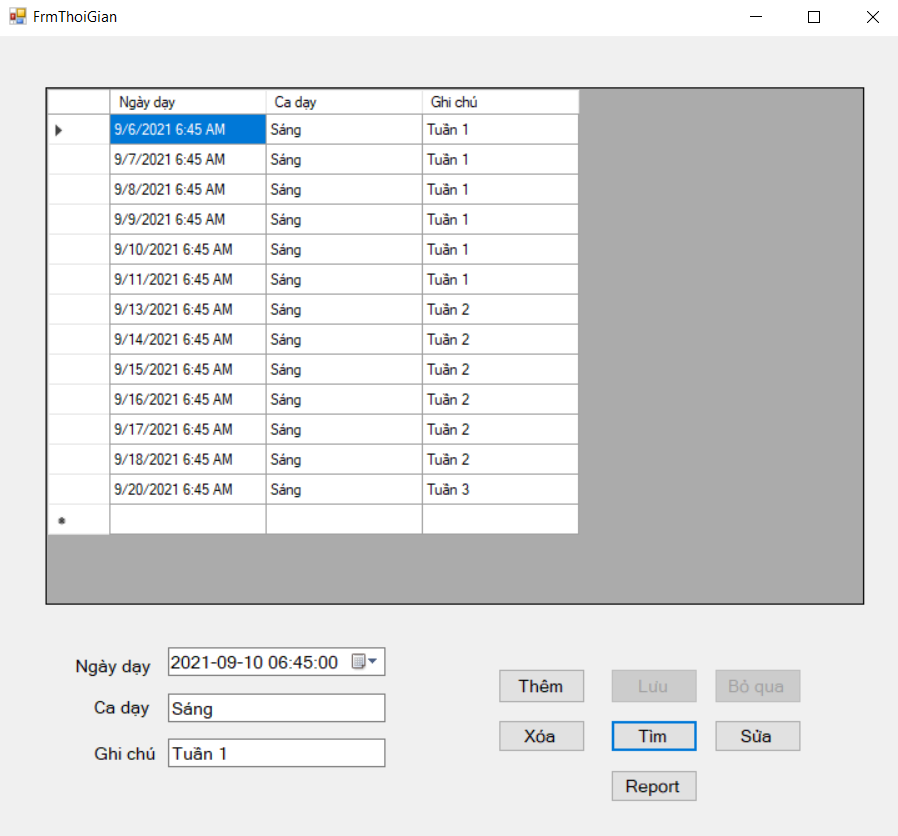 FrmThoiGian
Ngày dạy Ca dạy Ghi chú
9/6/2021 6:45 AM Sáng Tuần 1
9/7/2021 6:45 AM Sáng Tuần 1
9/8/2021 6:45 AM Sáng Tuần 1
9/9/2021 6:45 AM Sáng Tuần 1
9/10/2021 6:45 AM Sáng Tuần 1
9/11/2021 6:45 AM Sáng Tuần 1
9/13/2021 6:45 AM Sáng Tuần 2
9/14/2021 6:45 AM Sáng Tuần 2
9/15/2021 6:45 AM Sáng Tuần 2
9/16/2021 6:45 AM Sáng Tuần 2
9/17/2021 6:45 AM Sáng Tuần 2
9/18/2021 6:45 AM Sáng Tuần 2
9/20/2021 6:45 AM Sáng Tuần 3
Ngày dạy 2021-09-10 06:45:00
Ca dạy Sáng
Ghi chú Tuần 1
Thêm Lưu Bỏ qua
Xóa Tìm Sửa
Report